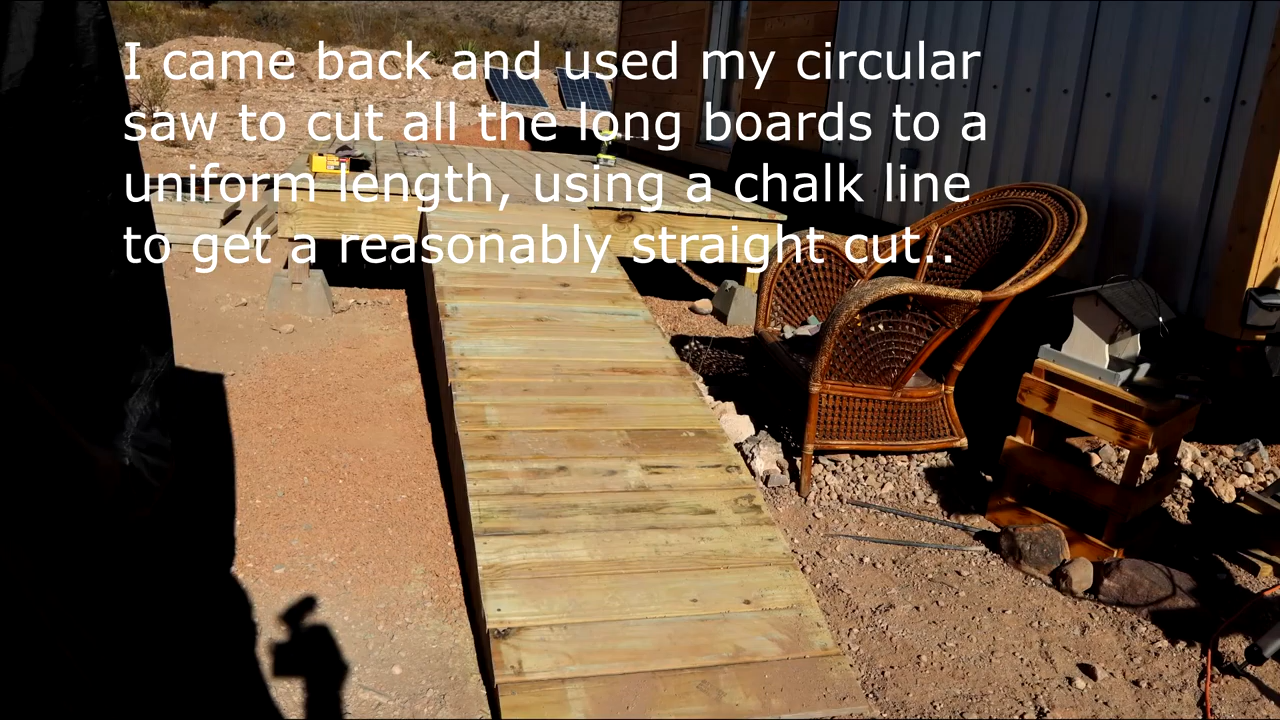 I came back and used my circular
saw to cut all the long boards to a
uniform length, using a chalk line
to get a reasonably straight cut..